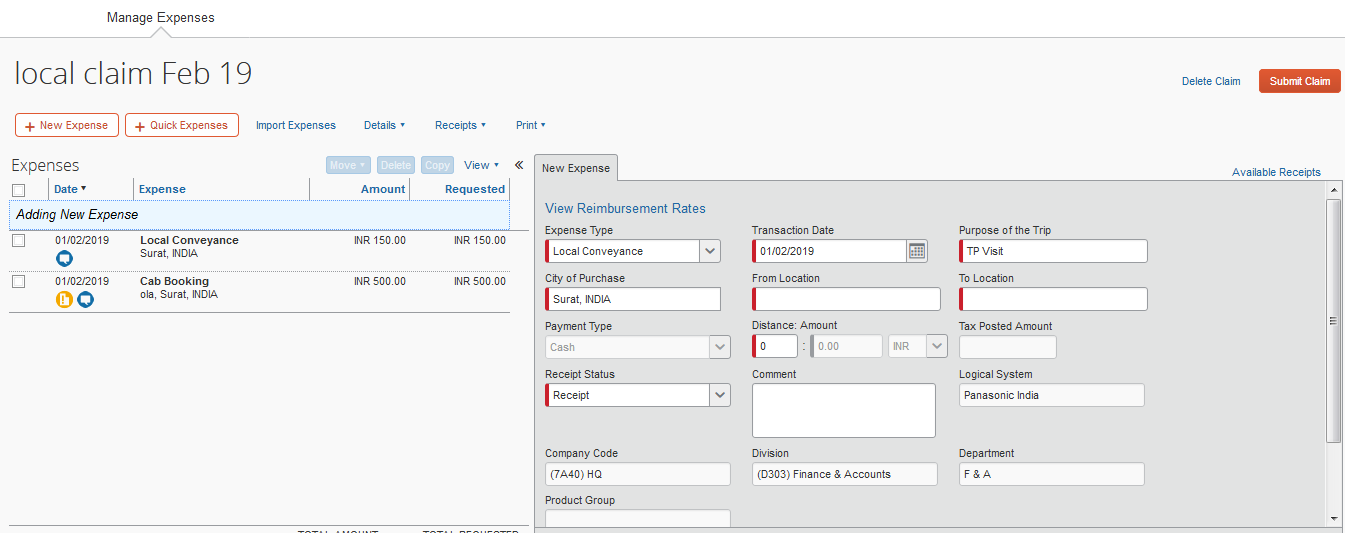 Manage Expenses
local claim Feb 19
Delete Claim
Submit Claim
+ New Expense
+ Quick Expenses
Import Expenses
Details
Receipts
Print
Expenses
Move
Delete
Copy
View
«
Date
Expense
Amount
Requested
Adding New Expense
01/02/2019 Local Conveyance INR 150.00 INR 150.00
Surat, INDIA
01/02/2019 Cab Booking INR 500.00 INR 500.00
ola, Surat, INDIA
TOTAL AMOUNT TOTAL REQUESTED
New Expense
Available Receipts
View Reimbursement Rates
Expense Type Transaction Date Purpose of the Trip
Local Conveyance 01/02/2019 TP Visit
City of Purchase From Location To Location
Surat, INDIA
Payment Type Distance: Amount Tax Posted Amount
Cash 0 : 0.00 INR
Receipt Status Comment Logical System
Receipt Panasonic India
Company Code Division Department
(7A40) HQ (D303) Finance & Accounts F & A
Product Group